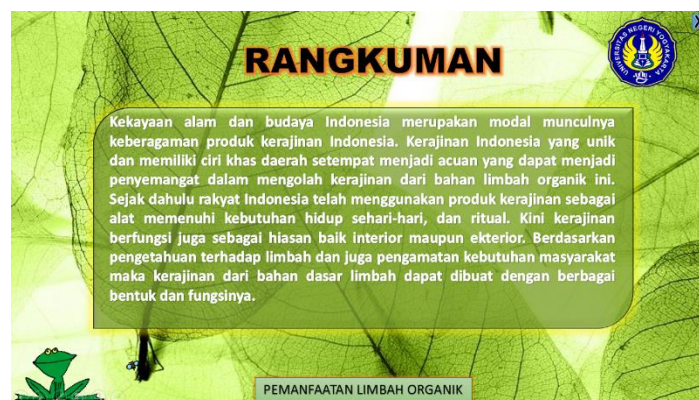 RANGKUMAN
UNIVERSITAS NEGERI YOGYAKARTA
Kekayaan alam dan budaya Indonesia merupakan modal munculnya
keberagaman produk kerajinan Indonesia. Kerajinan Indonesia yang unik
dan memiliki ciri khas daerah setempat menjadi acuan yang dapat menjadi
penyemangat dalam mengolah kerajinan dari bahan limbah organik ini.
Sejak dahulu rakyat Indonesia telah menggunakan produk kerajinan sebagai
alat memenuhi kebutuhan hidup sehari-hari, dan ritual. Kini kerajinan
berfungsi juga sebagai hiasan baik interior maupun ekterior. Berdasarkan
pengetahuan terhadap limbah dan juga pengamatan kebutuhan masyarakat
maka kerajinan dari bahan dasar limbah dapat dibuat dengan berbagai
bentuk dan fungsinya.
PEMANFAATAN LIMBAH ORGANIK